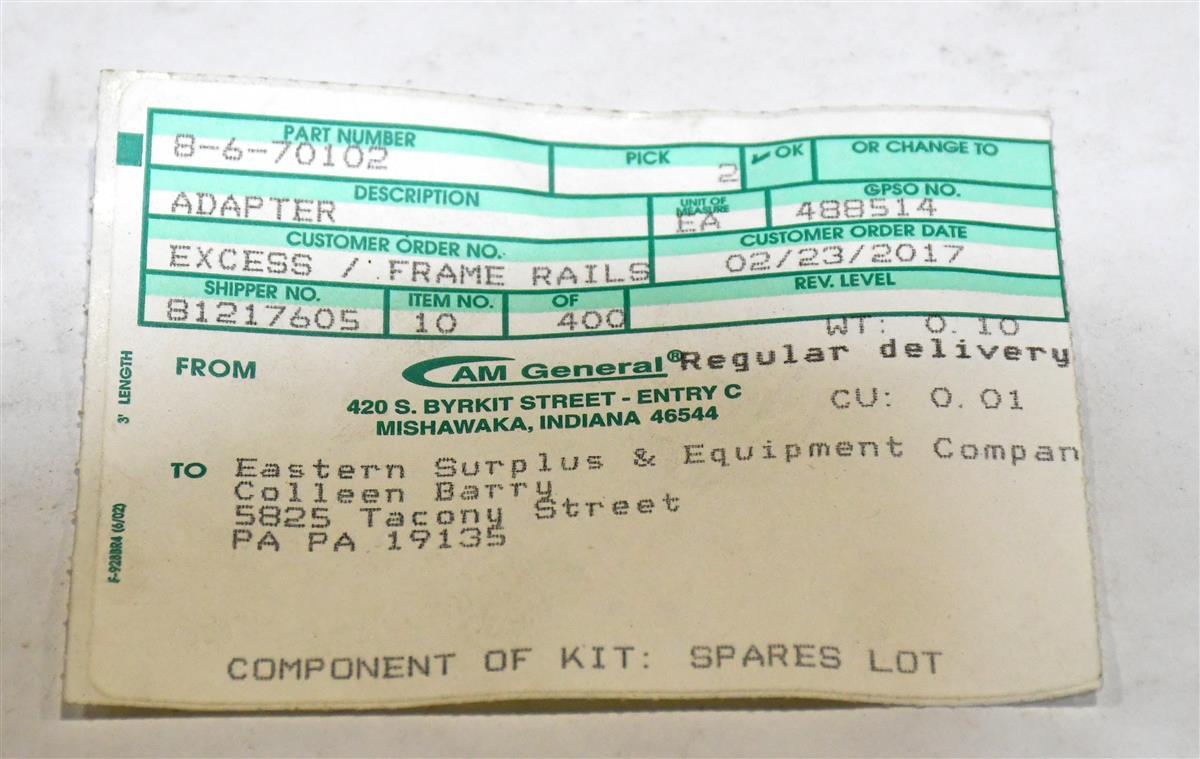 PART NUMBER PICK ✓ OK OR CHANGE TO
8-6-70102 2
DESCRIPTION UNIT OF MEASURE GPSO NO.
ADAPTER EA 488514
CUSTOMER ORDER NO. CUSTOMER ORDER DATE
EXCESS / FRAME RAILS 02/23/2017
SHIPPER NO. ITEM NO. OF REV. LEVEL
81217605 10 400
WT: 0.10
FROM AM General® Regular delivery
420 S. BYRKIT STREET - ENTRY C
CU: 0.01
MISHAWAKA, INDIANA 46544
TO Eastern Surplus & Equipment Compan
Colleen Barry
5825 Tacony Street
PA PA 19135
COMPONENT OF KIT: SPARES LOT
3' LENGTH
F-928BR4 (6/02)